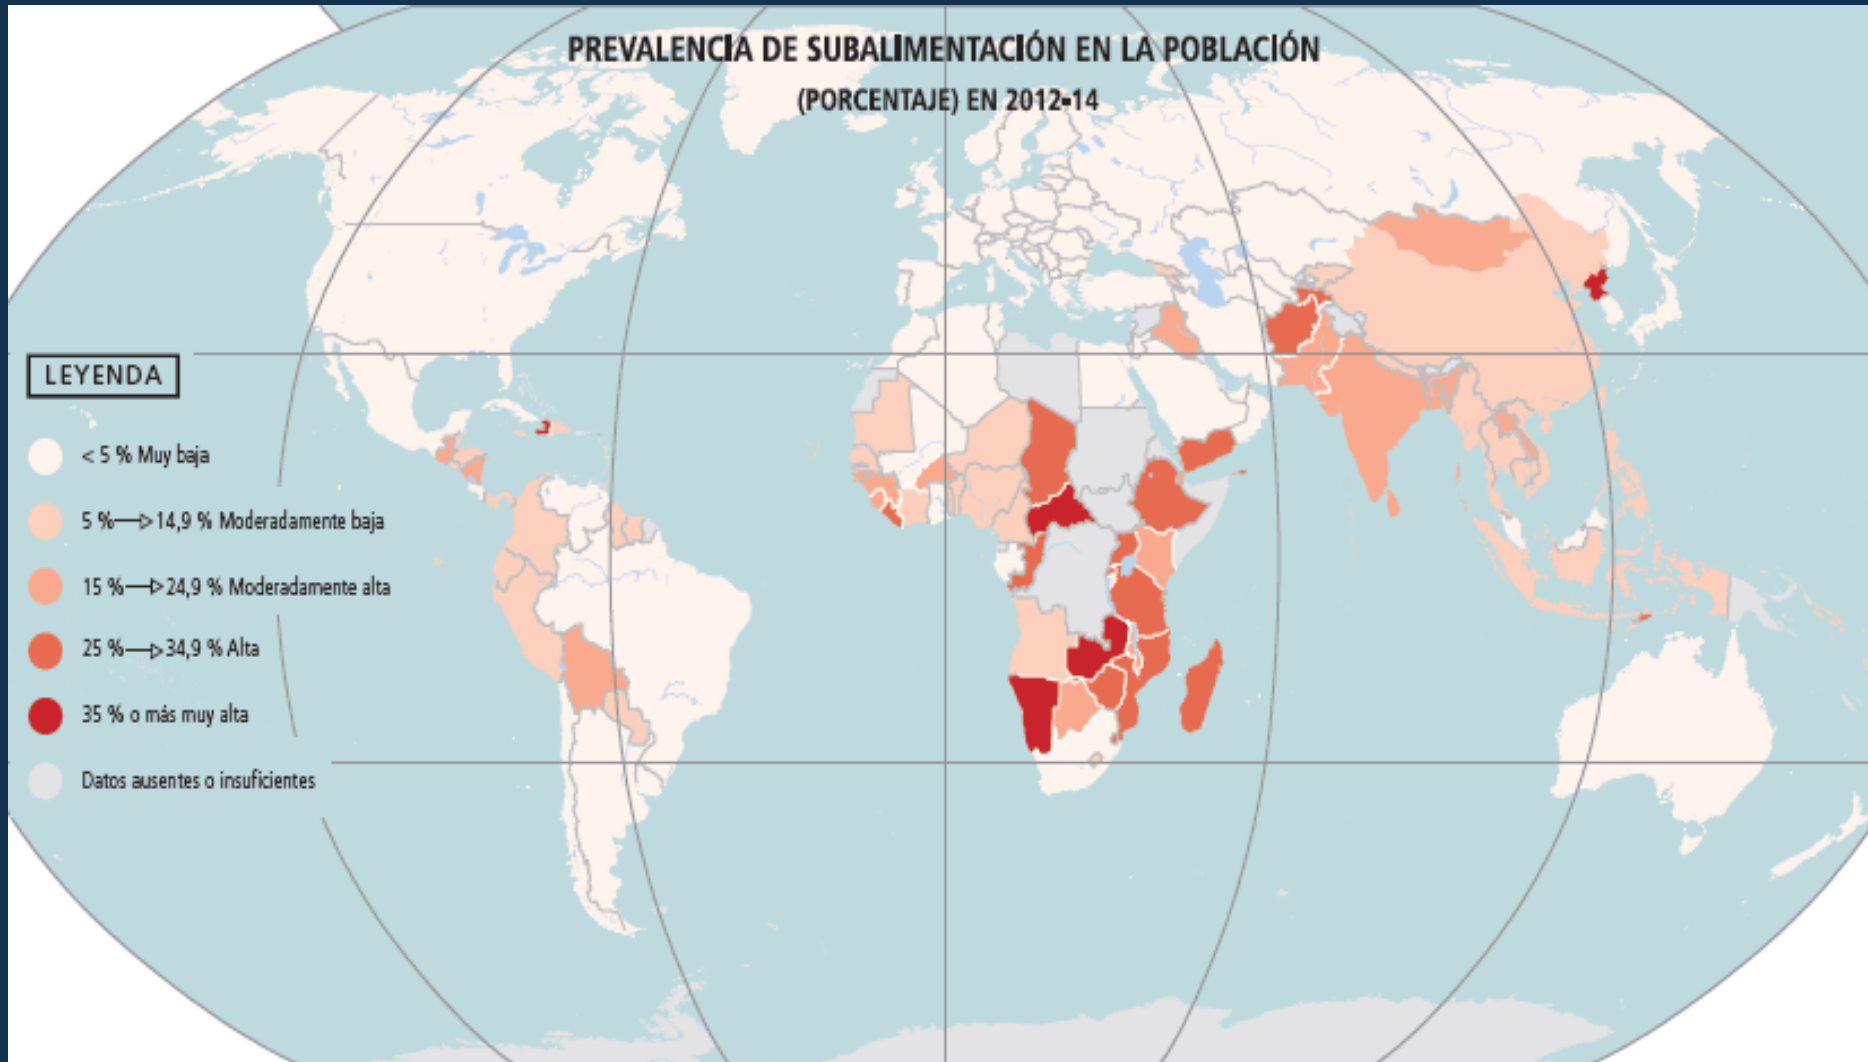 PREVALENCIA DE SUBALIMENTACIÓN EN LA POBLACIÓN
(PORCENTAJE) EN 2012-14
LEYENDA
< 5 % Muy baja
5 % → 14,9 % Moderadamente baja
15 % → 24,9 % Moderadamente alta
25 % → 34,9 % Alta
35 % o más muy alta
Datos ausentes o insuficientes